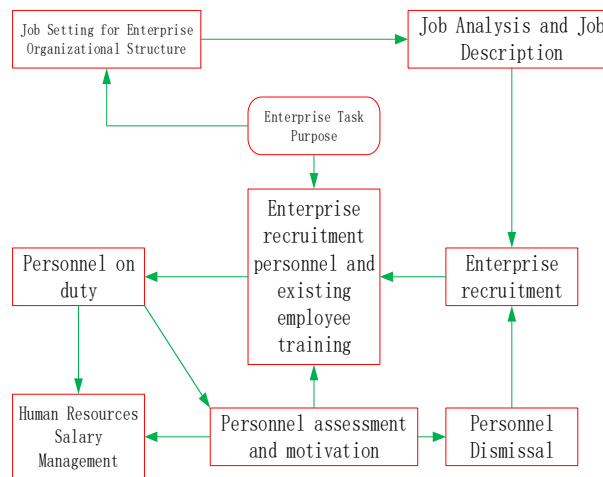 Job Setting for Enterprise
Organizational Structure
Job Analysis and Job
Description
Enterprise Task
Purpose
Enterprise
recruitment
personnel and
existing
employee
training
Personnel on
duty
Enterprise
recruitment
Human Resources
Salary
Management
Personnel assessment
and motivation
Personnel
Dismissal